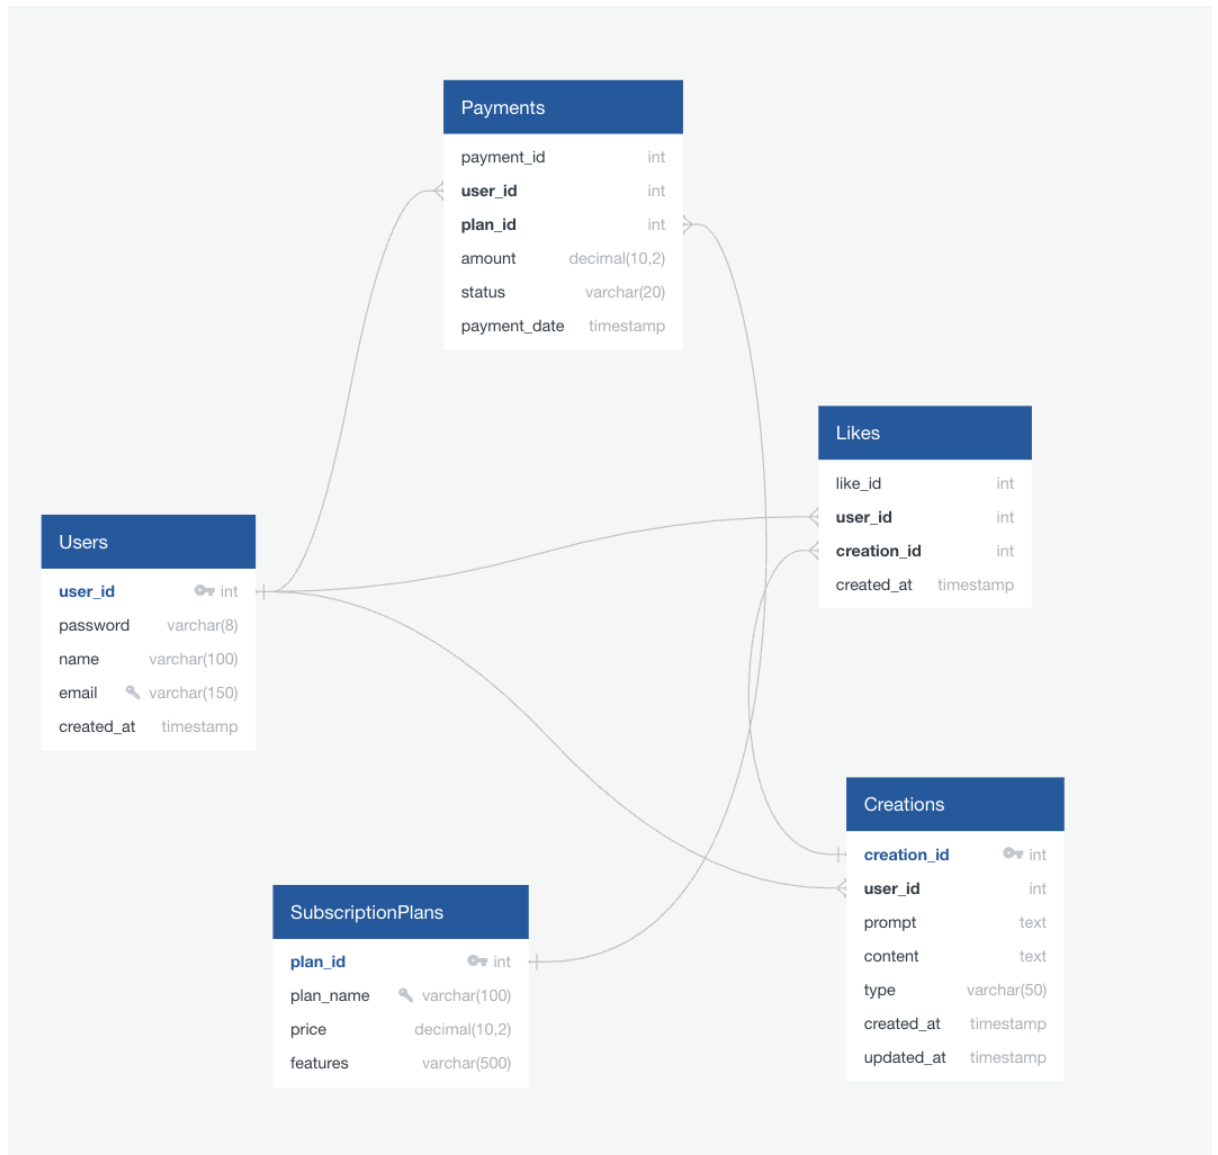 Payments
payment_id int
user_id int
plan_id int
amount decimal(10,2)
status varchar(20)
payment_date timestamp
Likes
like_id int
user_id int
creation_id int
created_at timestamp
Users
user_id int
password varchar(8)
name varchar(100)
email varchar(150)
created_at timestamp
Creations
creation_id int
user_id int
prompt text
content text
type varchar(50)
created_at timestamp
updated_at timestamp
SubscriptionPlans
plan_id int
plan_name varchar(100)
price decimal(10,2)
features varchar(500)